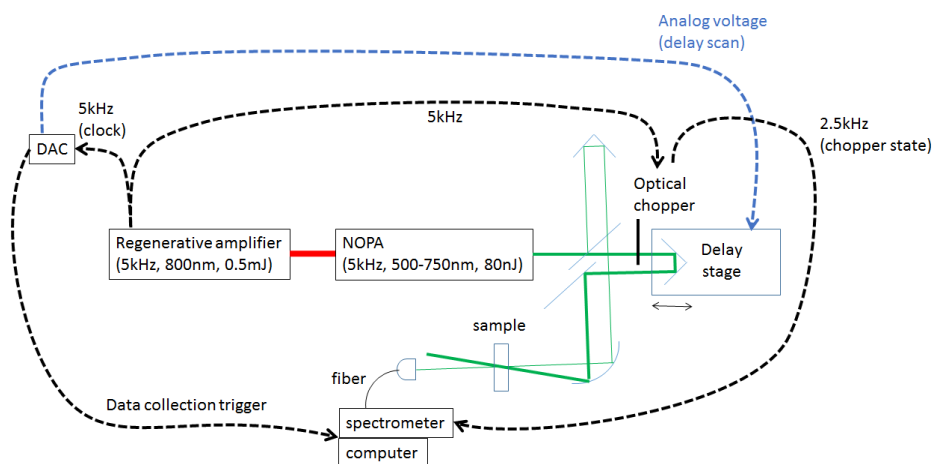 Analog voltage
(delay scan)
5kHz
(clock)
5kHz
2.5kHz
(chopper state)
DAC
Optical
chopper
Regenerative amplifier
(5kHz, 800nm, 0.5mJ)
NOPA
(5kHz, 500-750nm, 80nJ)
Delay
stage
sample
fiber
Data collection trigger
spectrometer
computer